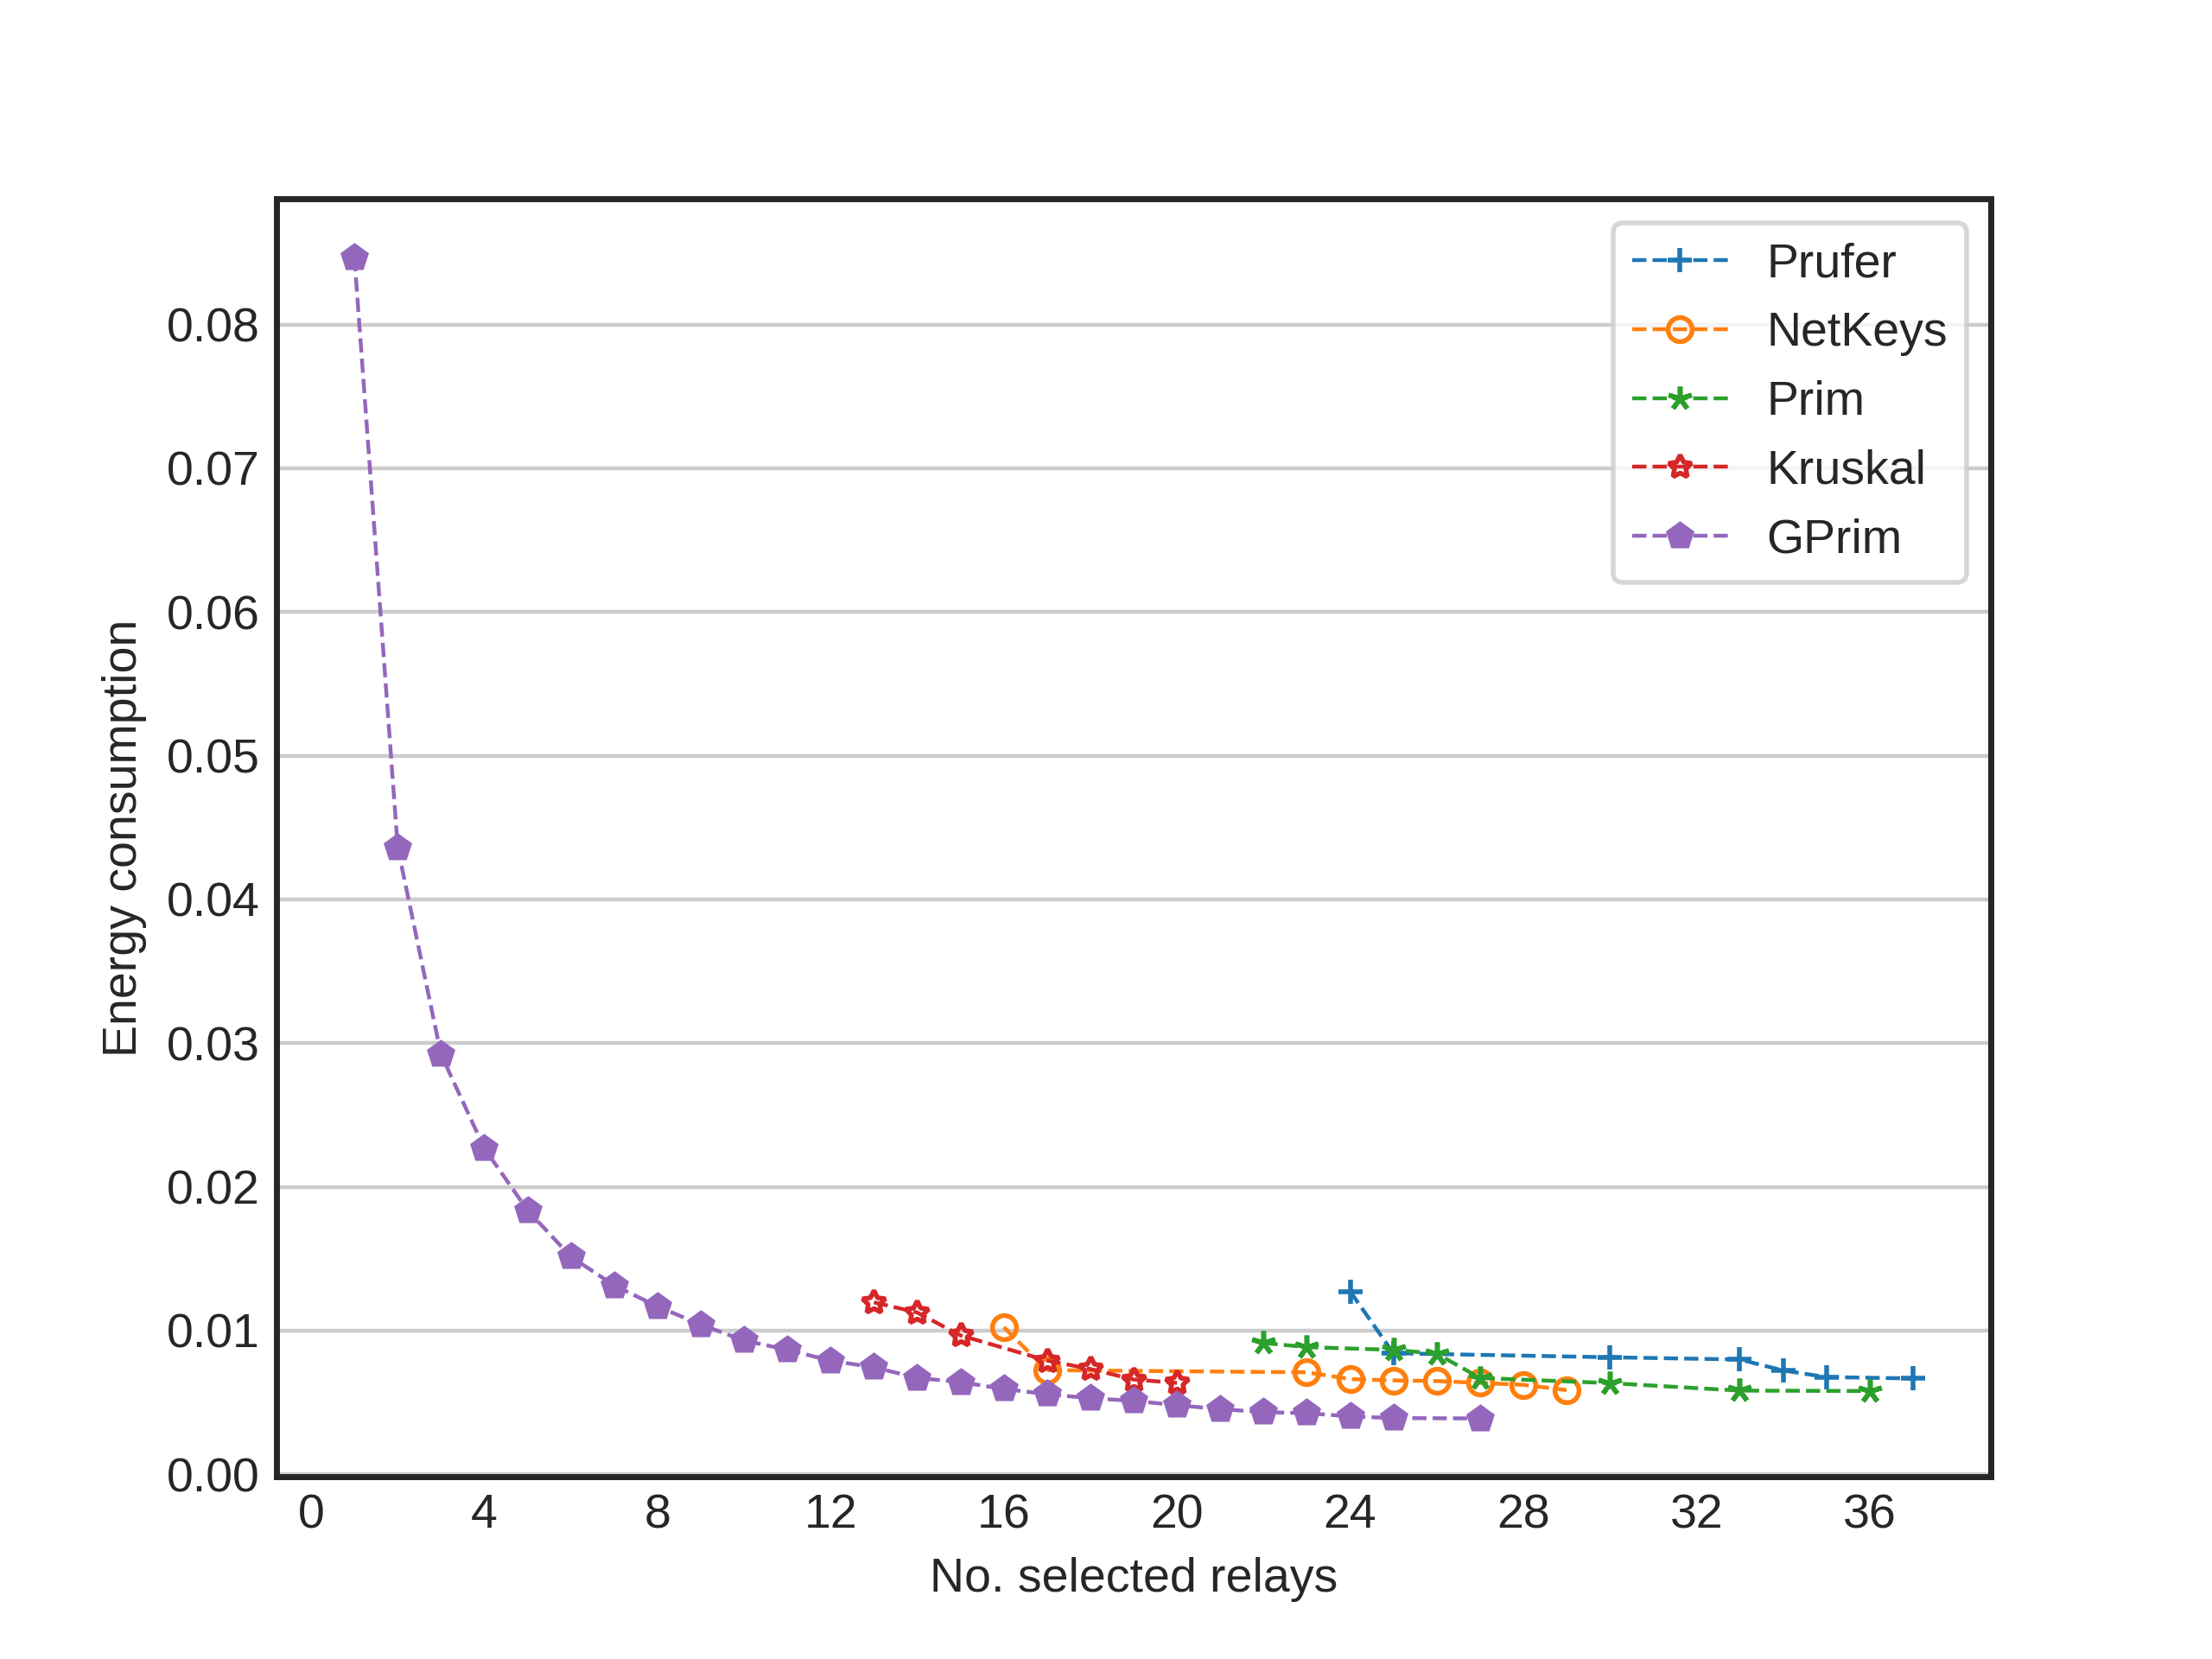 Prufer
NetKeys
Prim
Kruskal
GPrim
0.08
0.07
0.06
0.05
0.04
0.03
0.02
0.01
0.00
Energy consumption
0 4 8 12 16 20 24 28 32 36
No. selected relays